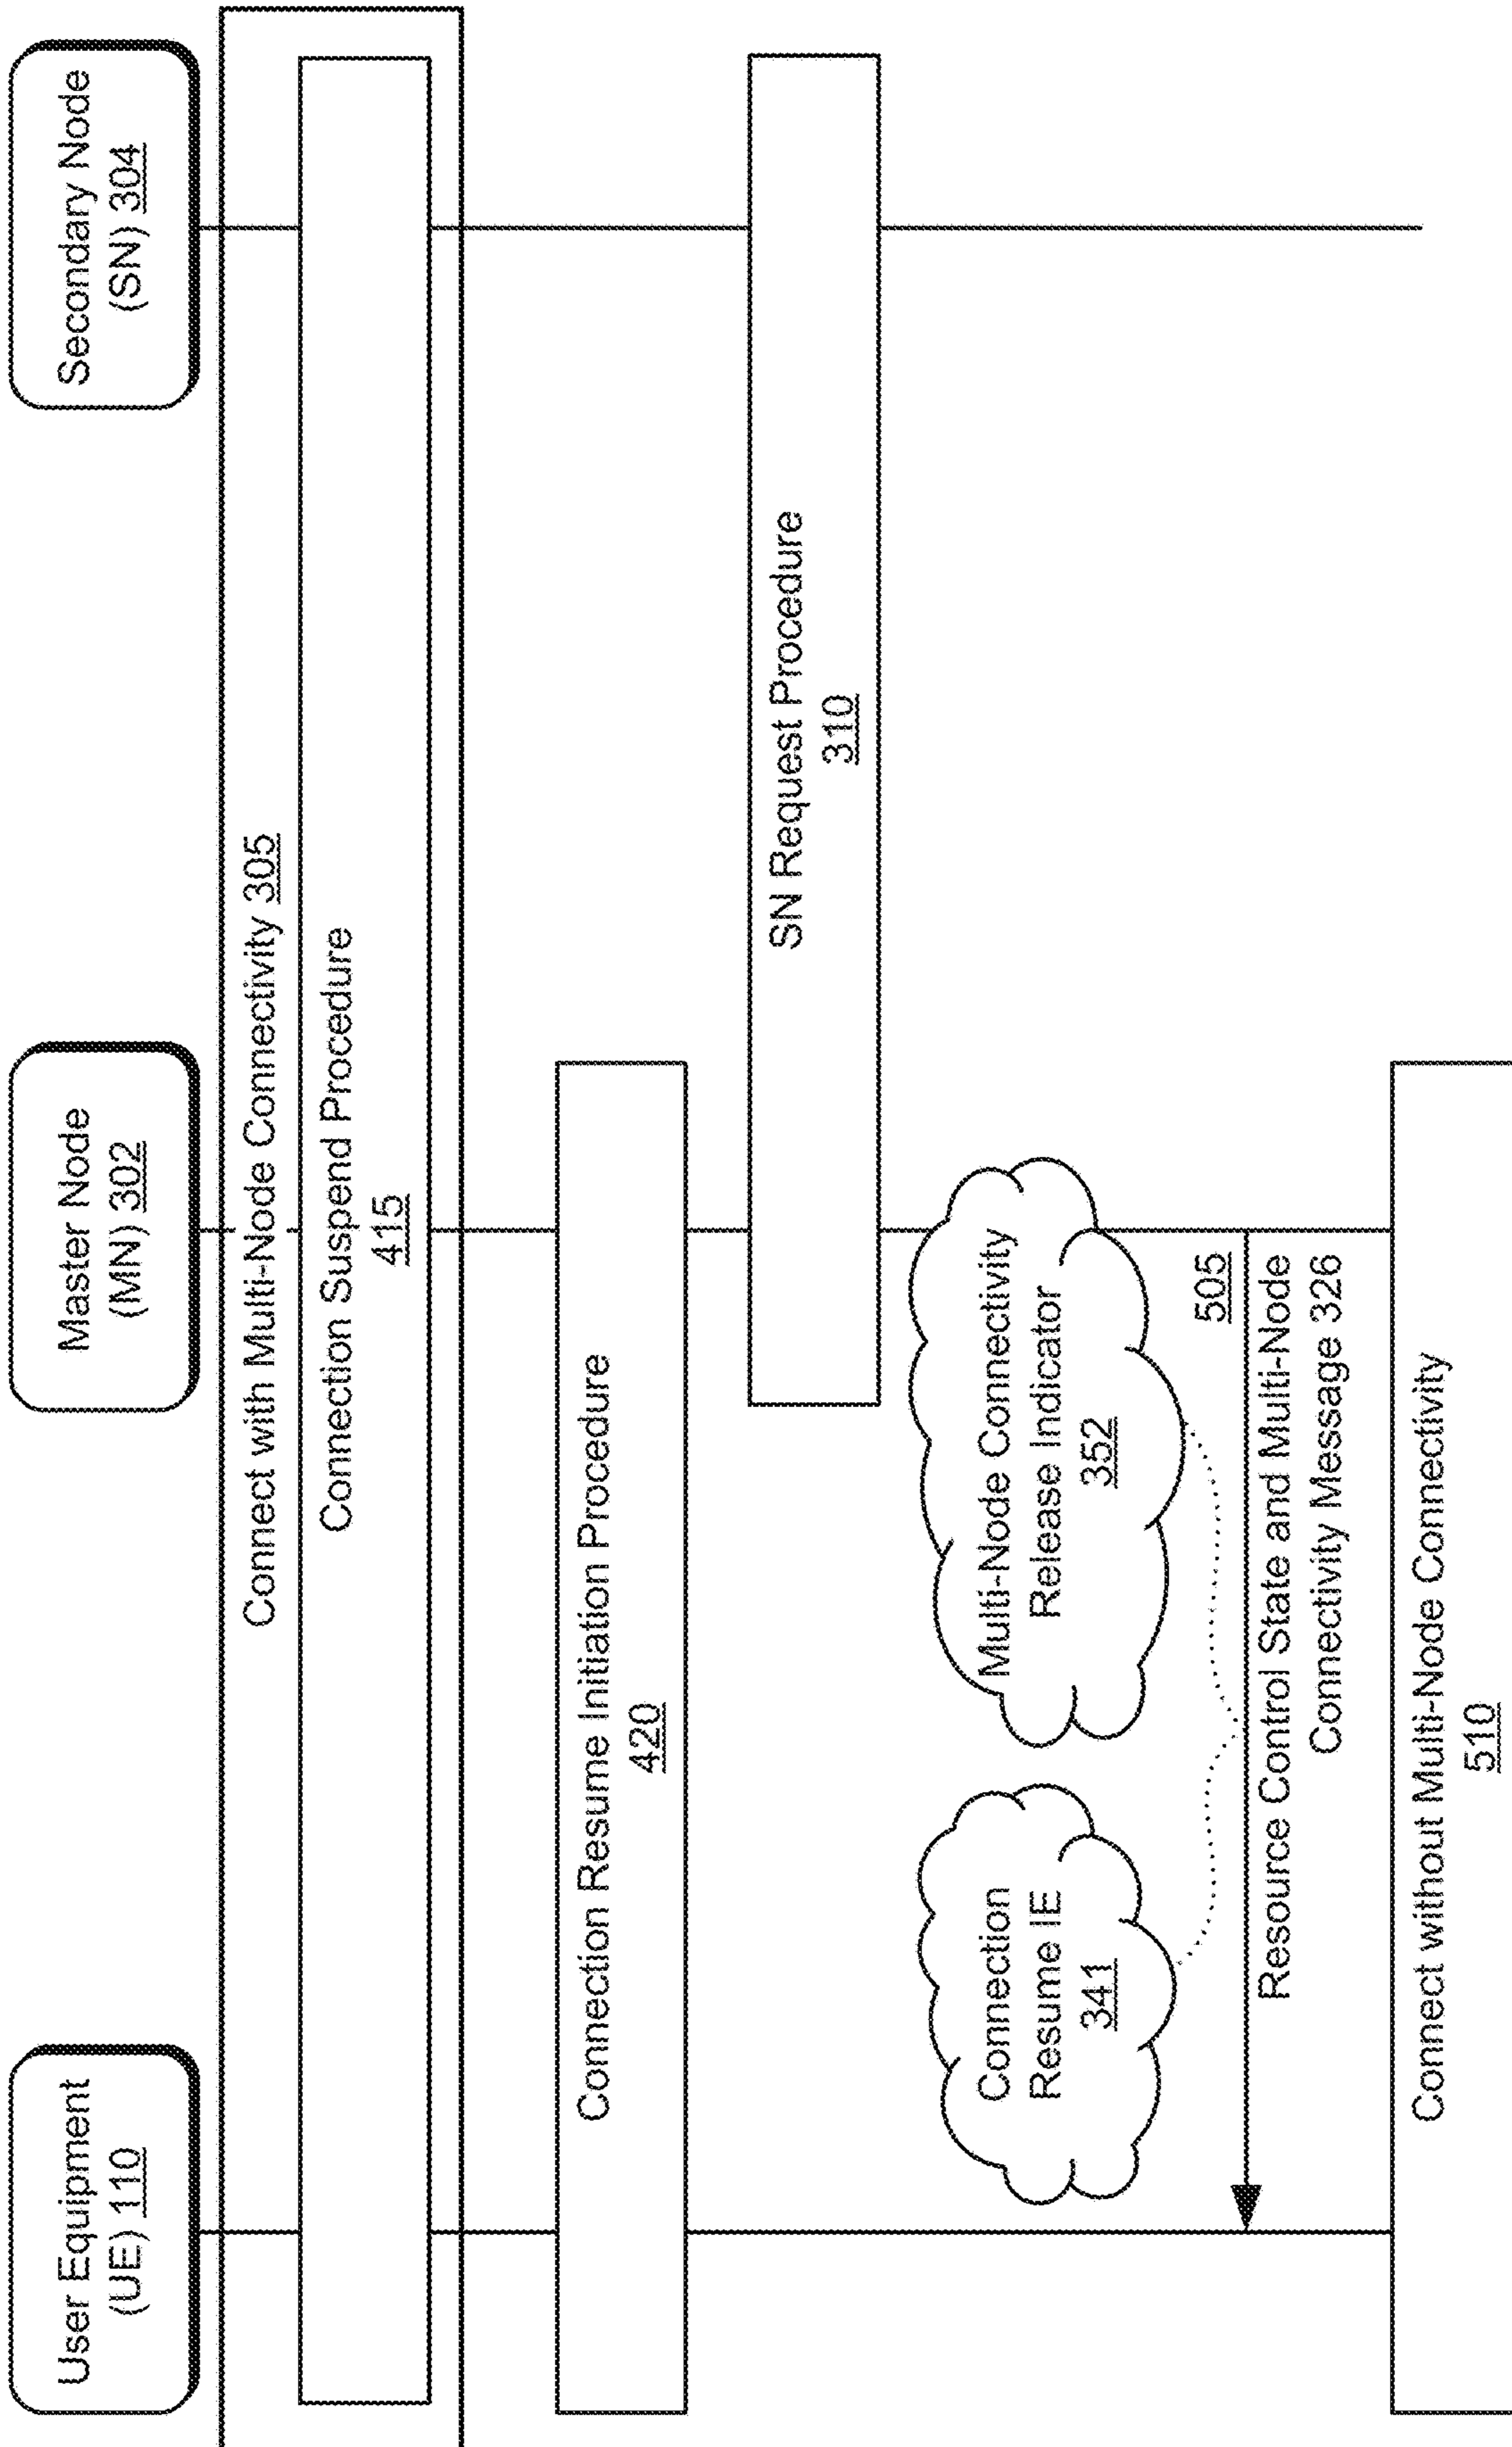 User Equipment
(UE) 110
Master Node
(MN) 302
Secondary Node
(SN) 304
Connect with Multi-Node Connectivity 305
Connection Suspend Procedure
415
Connection Resume Initiation Procedure
420
SN Request Procedure
310
Connection
Resume IE
341
Multi-Node Connectivity
Release Indicator
352
505
Resource Control State and Multi-Node
Connectivity Message 326
Connect without Multi-Node Connectivity
510